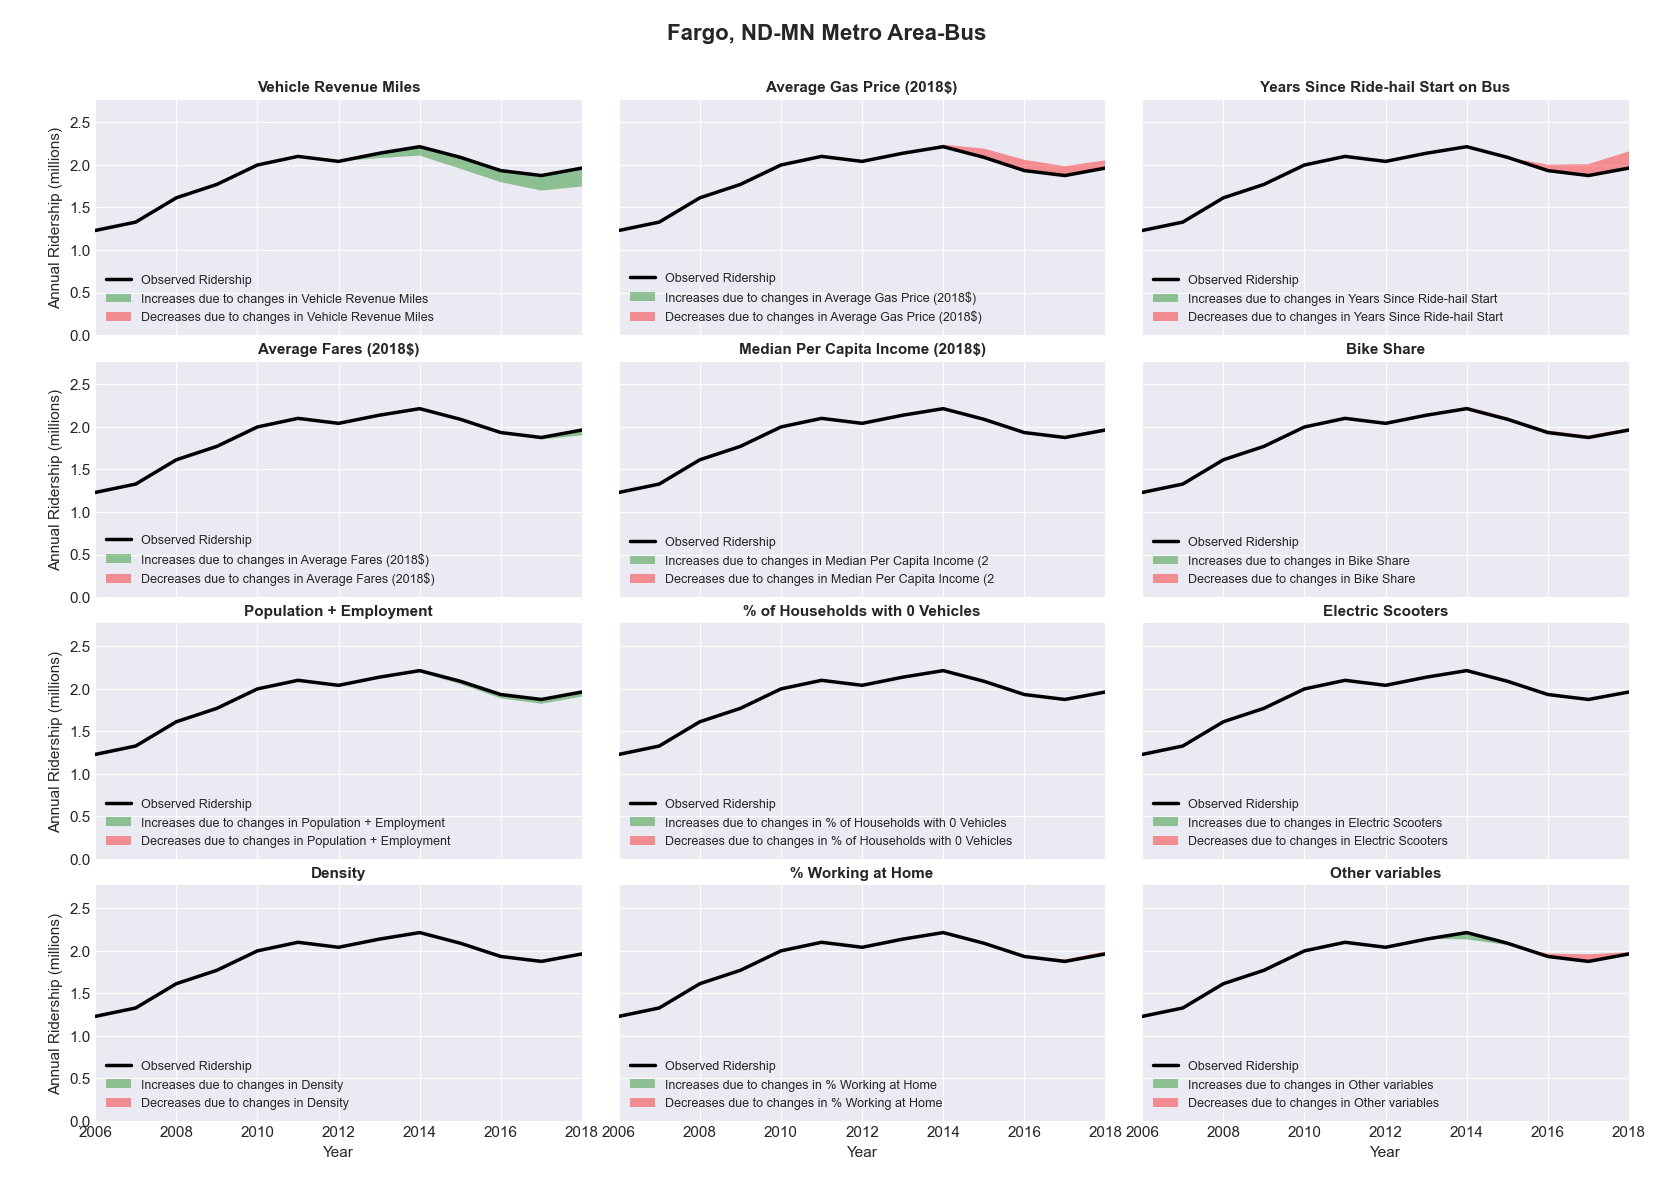 Fargo, ND-MN Metro Area-Bus
Vehicle Revenue Miles
Annual Ridership (millions)
2.5
2.0
1.5
1.0
0.5
0.0
Observed Ridership
Increases due to changes in Vehicle Revenue Miles
Decreases due to changes in Vehicle Revenue Miles
Average Gas Price (2018$)
Observed Ridership
Increases due to changes in Average Gas Price (2018$)
Decreases due to changes in Average Gas Price (2018$)
Years Since Ride-hail Start on Bus
Observed Ridership
Increases due to changes in Years Since Ride-hail Start
Decreases due to changes in Years Since Ride-hail Start
Average Fares (2018$)
Annual Ridership (millions)
2.5
2.0
1.5
1.0
0.5
0.0
Observed Ridership
Increases due to changes in Average Fares (2018$)
Decreases due to changes in Average Fares (2018$)
Median Per Capita Income (2018$)
Observed Ridership
Increases due to changes in Median Per Capita Income (2
Decreases due to changes in Median Per Capita Income (2
Bike Share
Observed Ridership
Increases due to changes in Bike Share
Decreases due to changes in Bike Share
Population + Employment
Annual Ridership (millions)
2.5
2.0
1.5
1.0
0.5
0.0
Observed Ridership
Increases due to changes in Population + Employment
Decreases due to changes in Population + Employment
% of Households with 0 Vehicles
Observed Ridership
Increases due to changes in % of Households with 0 Vehicles
Decreases due to changes in % of Households with 0 Vehicles
Electric Scooters
Observed Ridership
Increases due to changes in Electric Scooters
Decreases due to changes in Electric Scooters
Density
Annual Ridership (millions)
2.5
2.0
1.5
1.0
0.5
0.0
Observed Ridership
Increases due to changes in Density
Decreases due to changes in Density
2006 2008 2010 2012 2014 2016 2018
Year
% Working at Home
Observed Ridership
Increases due to changes in % Working at Home
Decreases due to changes in % Working at Home
2006 2008 2010 2012 2014 2016 2018
Year
Other variables
Observed Ridership
Increases due to changes in Other variables
Decreases due to changes in Other variables
2006 2008 2010 2012 2014 2016 2018
Year